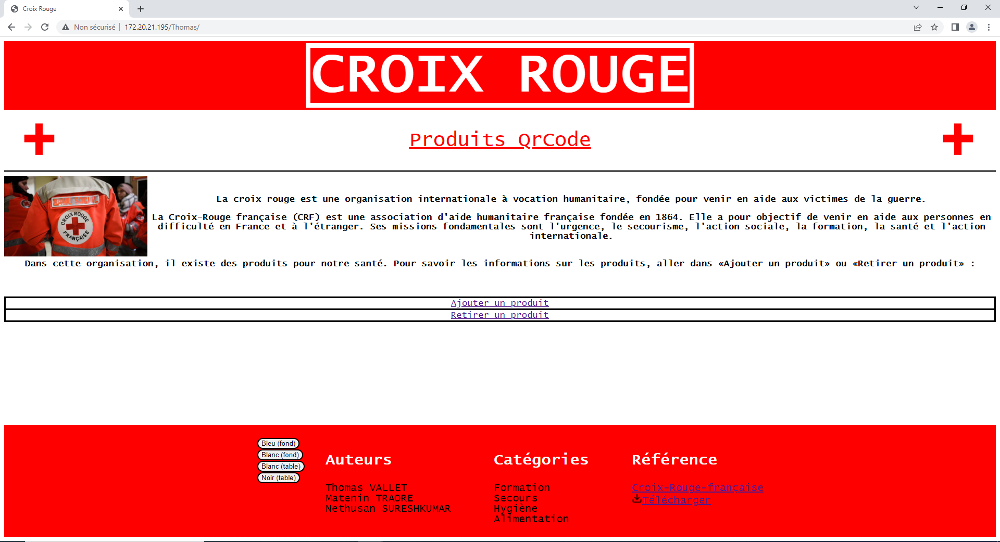 Croix Rouge
Non sécurisé
172.20.21.195/Thomas/
CROIX ROUGE
Produits QrCode
SAMU SOCIAL
CROIX-ROUGE
FRANÇAISE
La croix rouge est une organisation internationale à vocation humanitaire, fondée pour venir en aide aux victimes de la guerre.
La Croix-Rouge française (CRF) est une association d'aide humanitaire française fondée en 1864. Elle a pour objectif de venir en aide aux personnes en
difficulté en France et à l'étranger. Ses missions fondamentales sont l'urgence, le secourisme, l'action sociale, la formation, la santé et l'action
internationale.
Dans cette organisation, il existe des produits pour notre santé. Pour savoir les informations sur les produits, aller dans «Ajouter un produit» ou «Retirer un produit» :
Ajouter un produit
Retirer un produit
Bleu (fond)
Blanc (fond)
Blanc (table)
Noir (table)
Auteurs
Thomas VALLET
Matenin TRAORE
Nethusan SURESHKUMAR
Catégories
Formation
Secours
Hygiène
Alimentation
Référence
Croix-Rouge-française
Télécharger